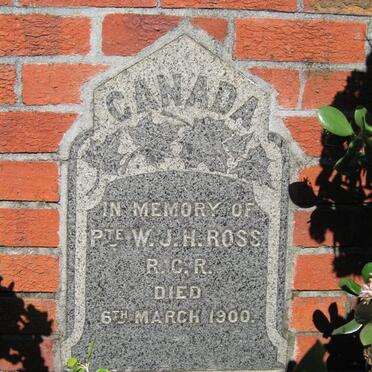 CANADA
IN MEMORY OF
PTE W.J.H.ROSS
R.C.R.
DIED
6TH MARCH 1900.